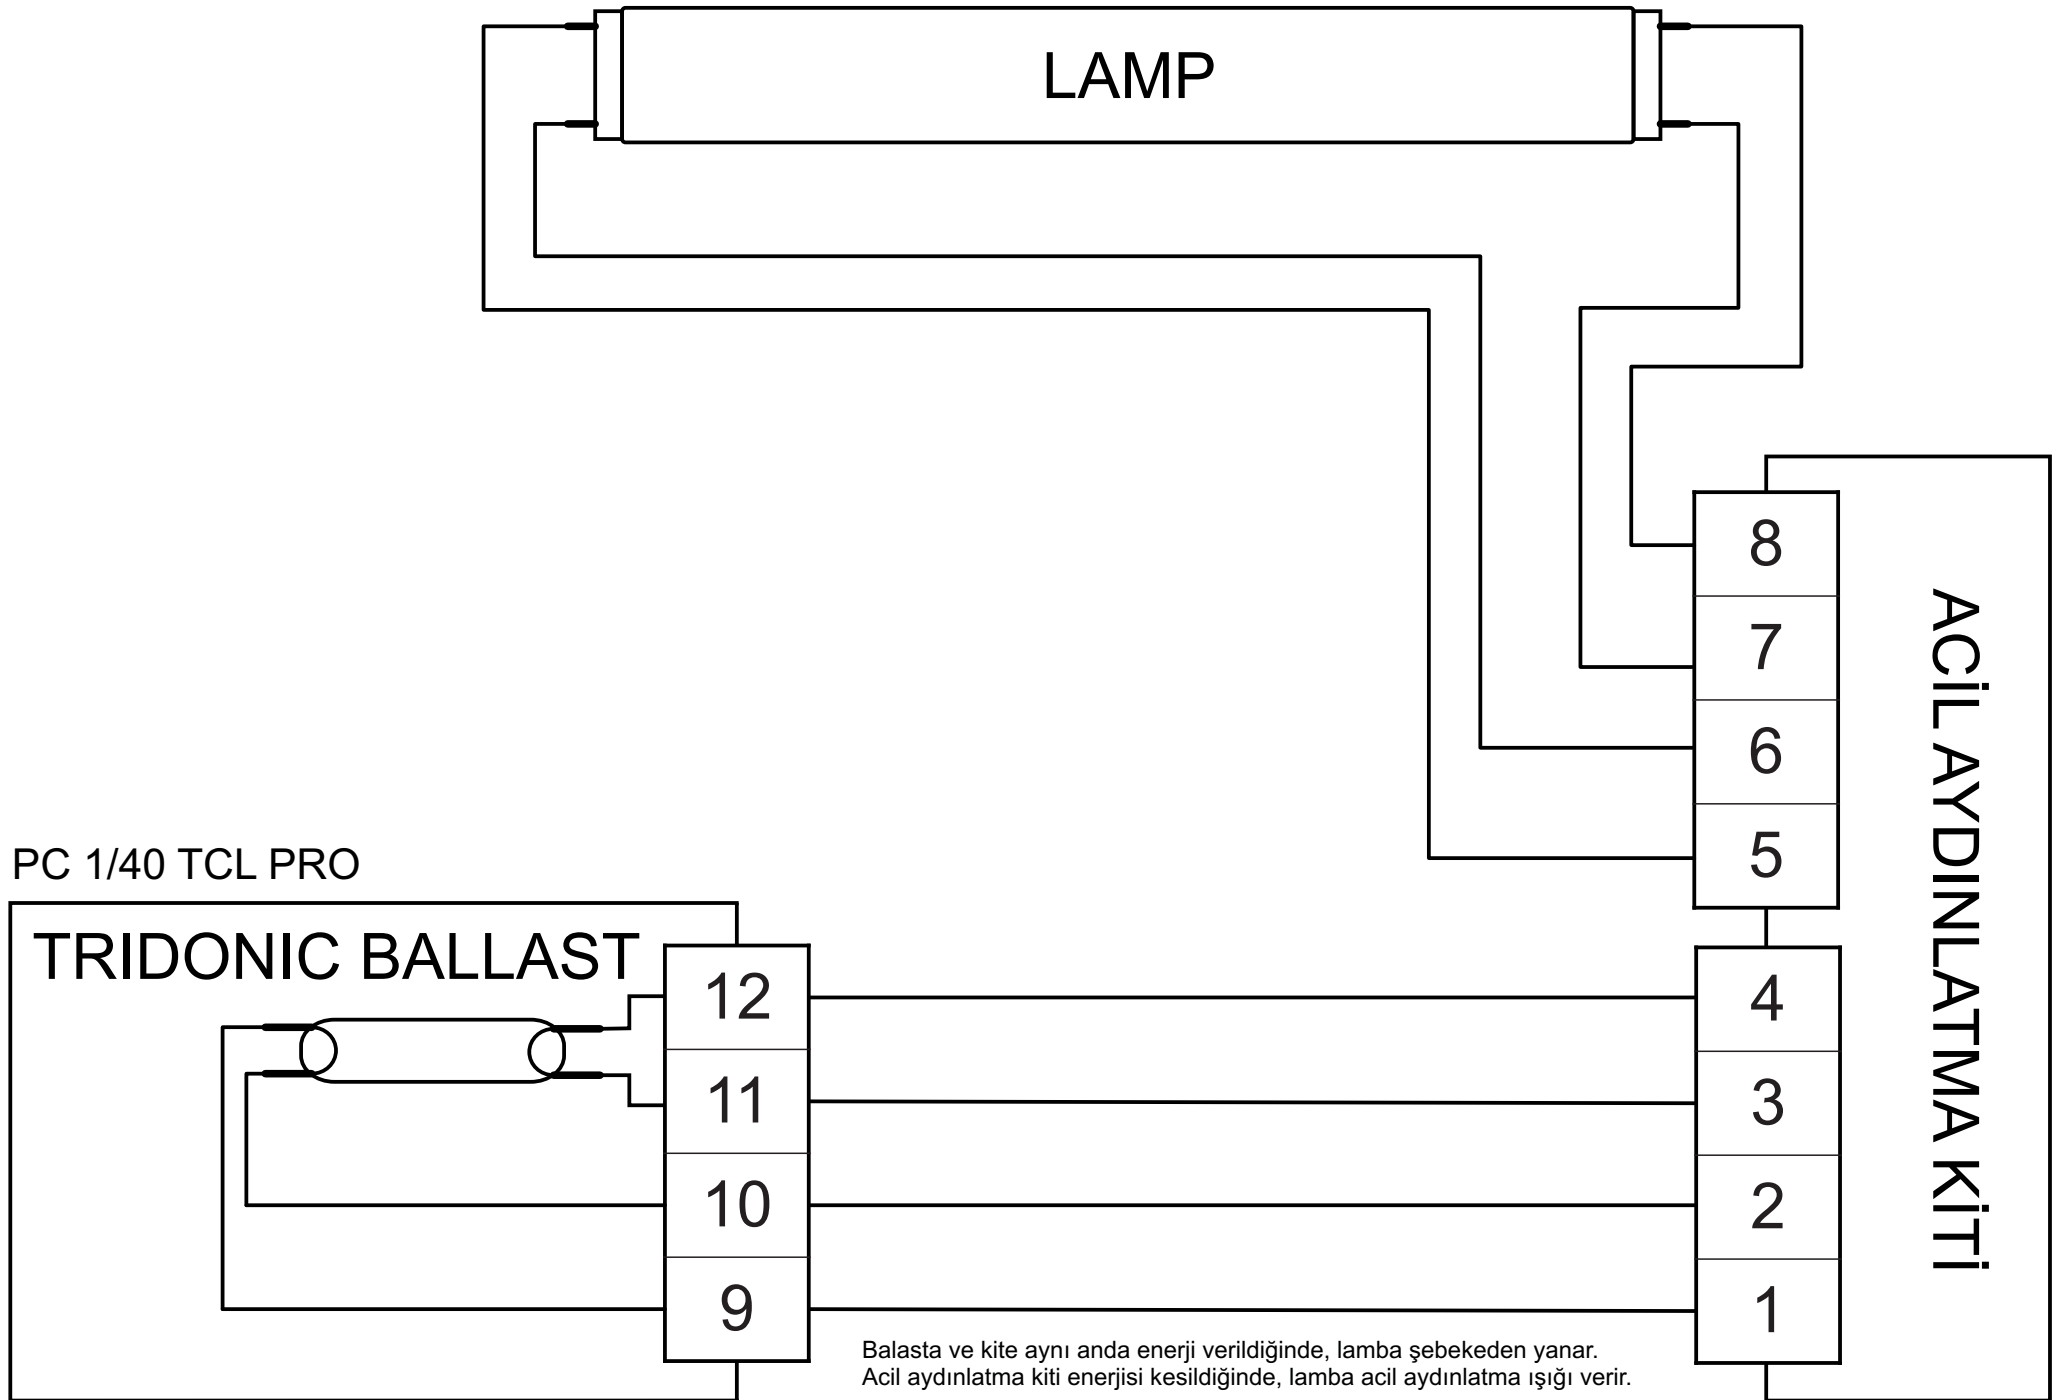 LAMP
8
7
6
5
ACİL AYDINLATMA KİTİ
PC 1/40 TCL PRO
TRIDONIC BALLAST
12
11
10
9
4
3
2
1
Balasta ve kite aynı anda enerji verildiğinde, lamba şebekeden yanar.
Acil aydınlatma kiti enerjisi kesildiğinde, lamba acil aydınlatma ışığı verir.